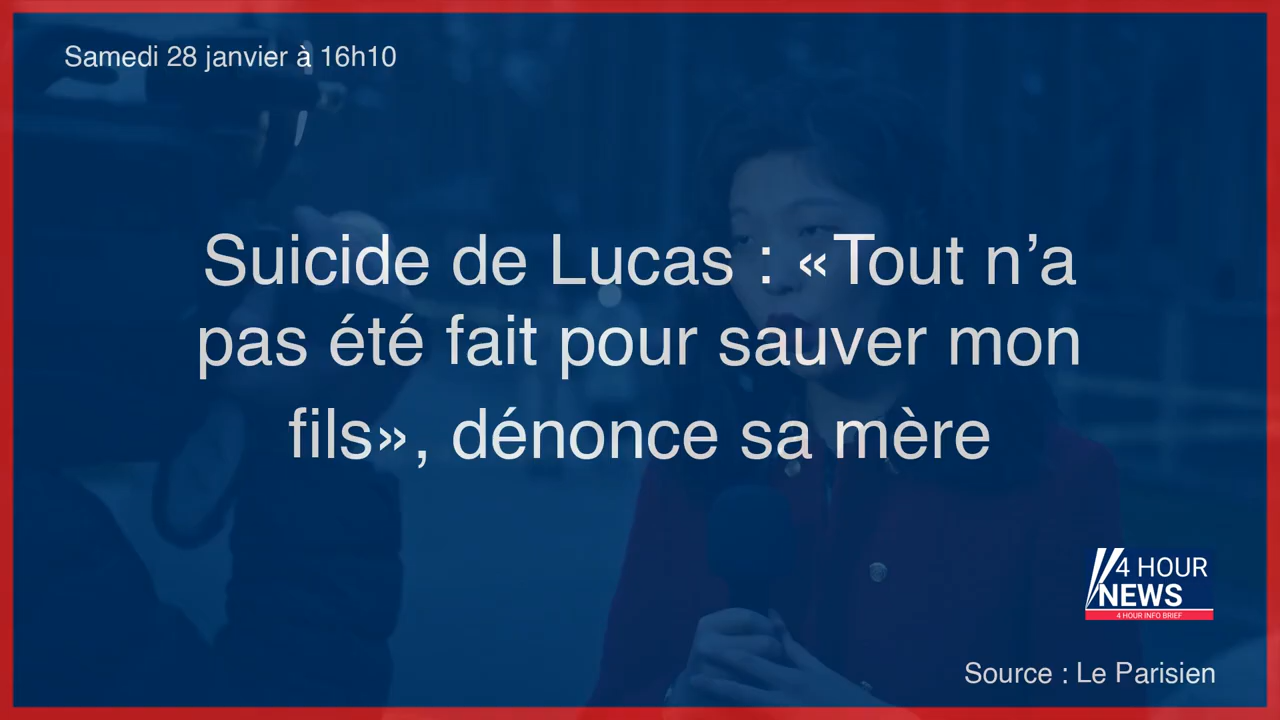 Samedi 28 janvier à 16h10
Suicide de Lucas : «Tout n’a
pas été fait pour sauver mon
fils», dénonce sa mère
4 HOUR
NEWS
4 HOUR INFO BRIEF
Source : Le Parisien